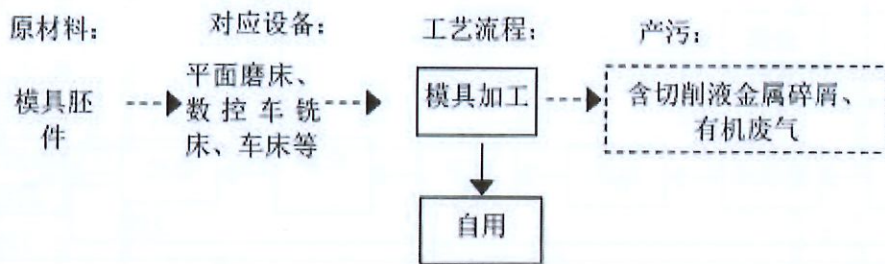 原材料：
对应设备：
工艺流程：
产污：
模具胚
件
平面磨床、
数控车铣
床、车床等
模具加工
含切削液金属碎屑、
有机废气
自用